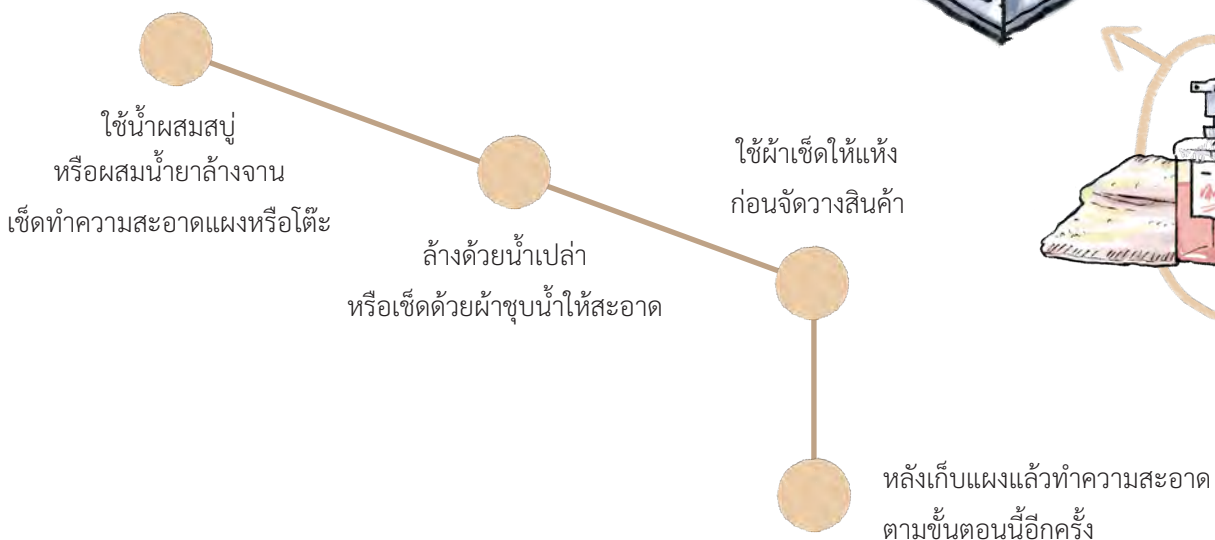 ใช้น้ำผสมสบู่
หรือผสมน้ำยาล้างจาน
เช็ดทำความสะอาดแผงหรือโต๊ะ
ล้างด้วยน้ำเปล่า
หรือเช็ดด้วยผ้าชุบน้ำให้สะอาด
ใช้ผ้าเช็ดให้แห้ง
ก่อนจัดวางสินค้า
หลังเก็บแผงแล้วทำความสะอาด
ตามขั้นตอนนี้อีกครั้ง